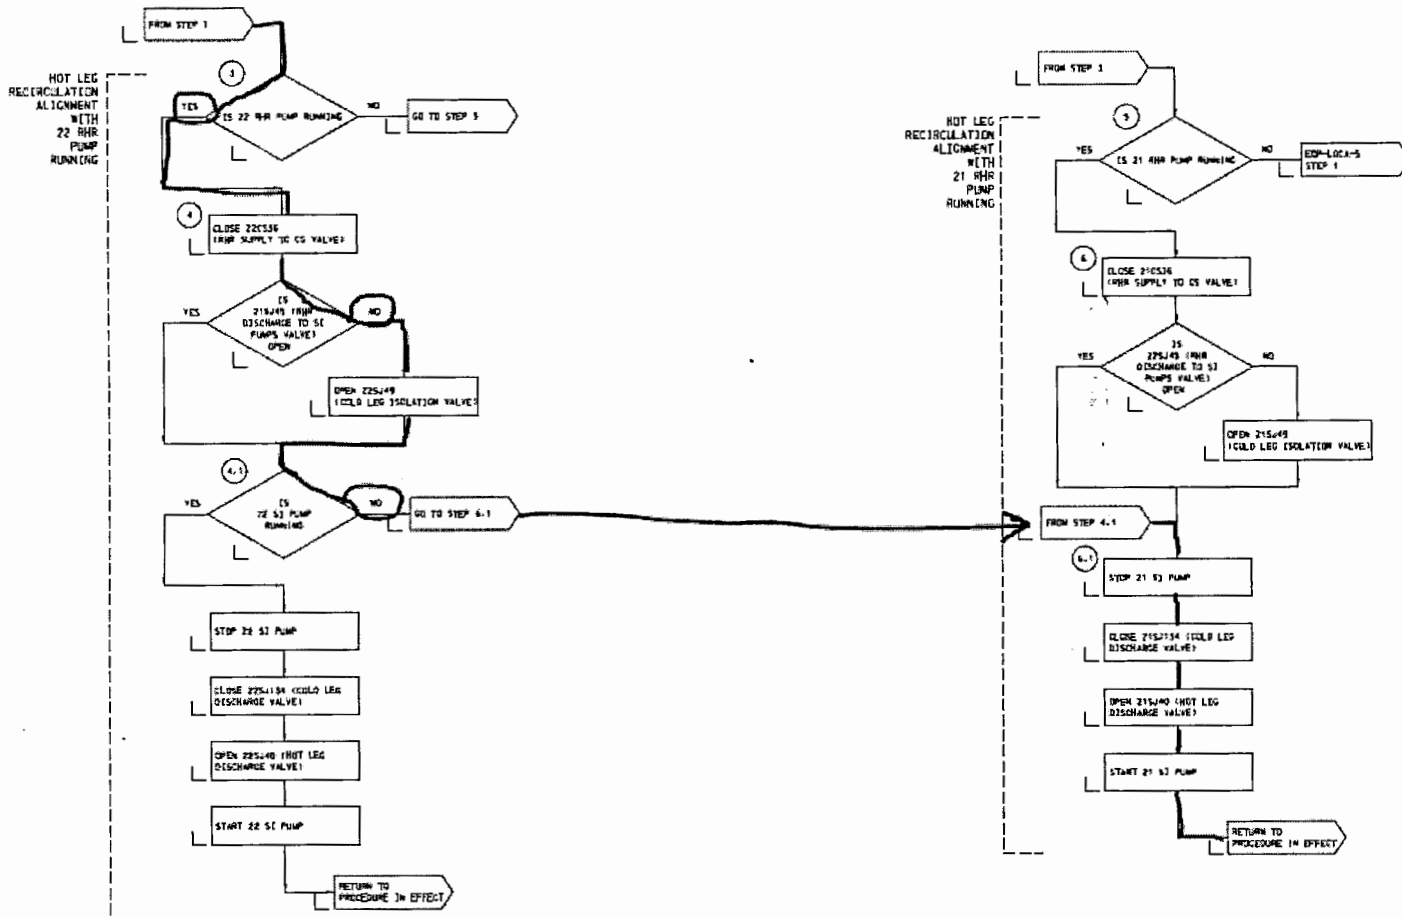 FROM STEP 1
3
HOT LEG
RECIRCULATION
ALIGNMENT
WITH
22 RHR
PUMP
RUNNING
YES
IS 22 RHR PUMP RUNNING
NO
GO TO STEP 5
4
CLOSE 22CS36
(RHR SUPPLY TO CS VALVE)
YES
IS
21SJ45 (RHR
DISCHARGE TO SI
PUMPS VALVE)
OPEN
NO
OPEN 22SJ49
(COLD LEG ISOLATION VALVE)
4.1
YES
IS
22 SI PUMP
RUNNING
NO
GO TO STEP 6.1
STOP 22 SI PUMP
CLOSE 22SJ134 (COLD LEG
DISCHARGE VALVE)
OPEN 22SJ40 (HOT LEG
DISCHARGE VALVE)
START 22 SI PUMP
RETURN TO
PROCEDURE IN EFFECT
FROM STEP 3
5
HOT LEG
RECIRCULATION
ALIGNMENT
WITH
21 RHR
PUMP
RUNNING
YES
IS 21 RHR PUMP RUNNING
NO
EOP-LOCA-5
STEP 1
6
CLOSE 21CS36
(RHR SUPPLY TO CS VALVE)
YES
IS
22SJ45 (RHR
DISCHARGE TO SI
PUMPS VALVE)
OPEN
NO
OPEN 21SJ49
(COLD LEG ISOLATION VALVE)
FROM STEP 4.1
6.1
STOP 21 SI PUMP
CLOSE 21SJ134 (COLD LEG
DISCHARGE VALVE)
OPEN 21SJ40 (HOT LEG
DISCHARGE VALVE)
START 21 SI PUMP
RETURN TO
PROCEDURE IN EFFECT